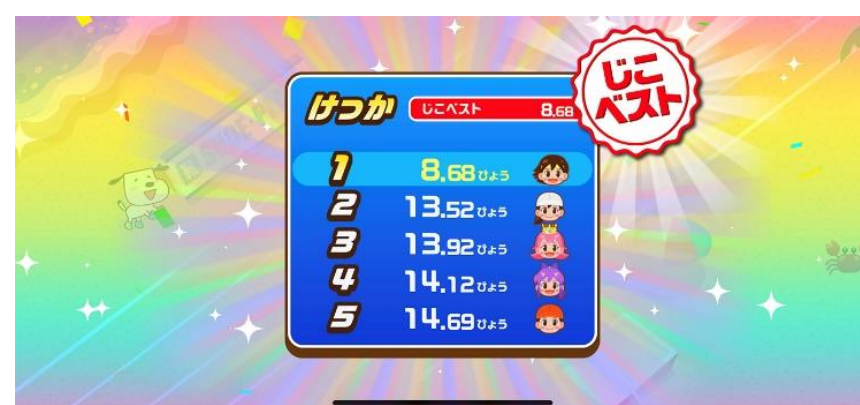 じこ
ベスト
けっか じこベスト 8.68
1 8.68びょう
2 13.52びょう
3 13.92びょう
4 14.12びょう
5 14.69びょう